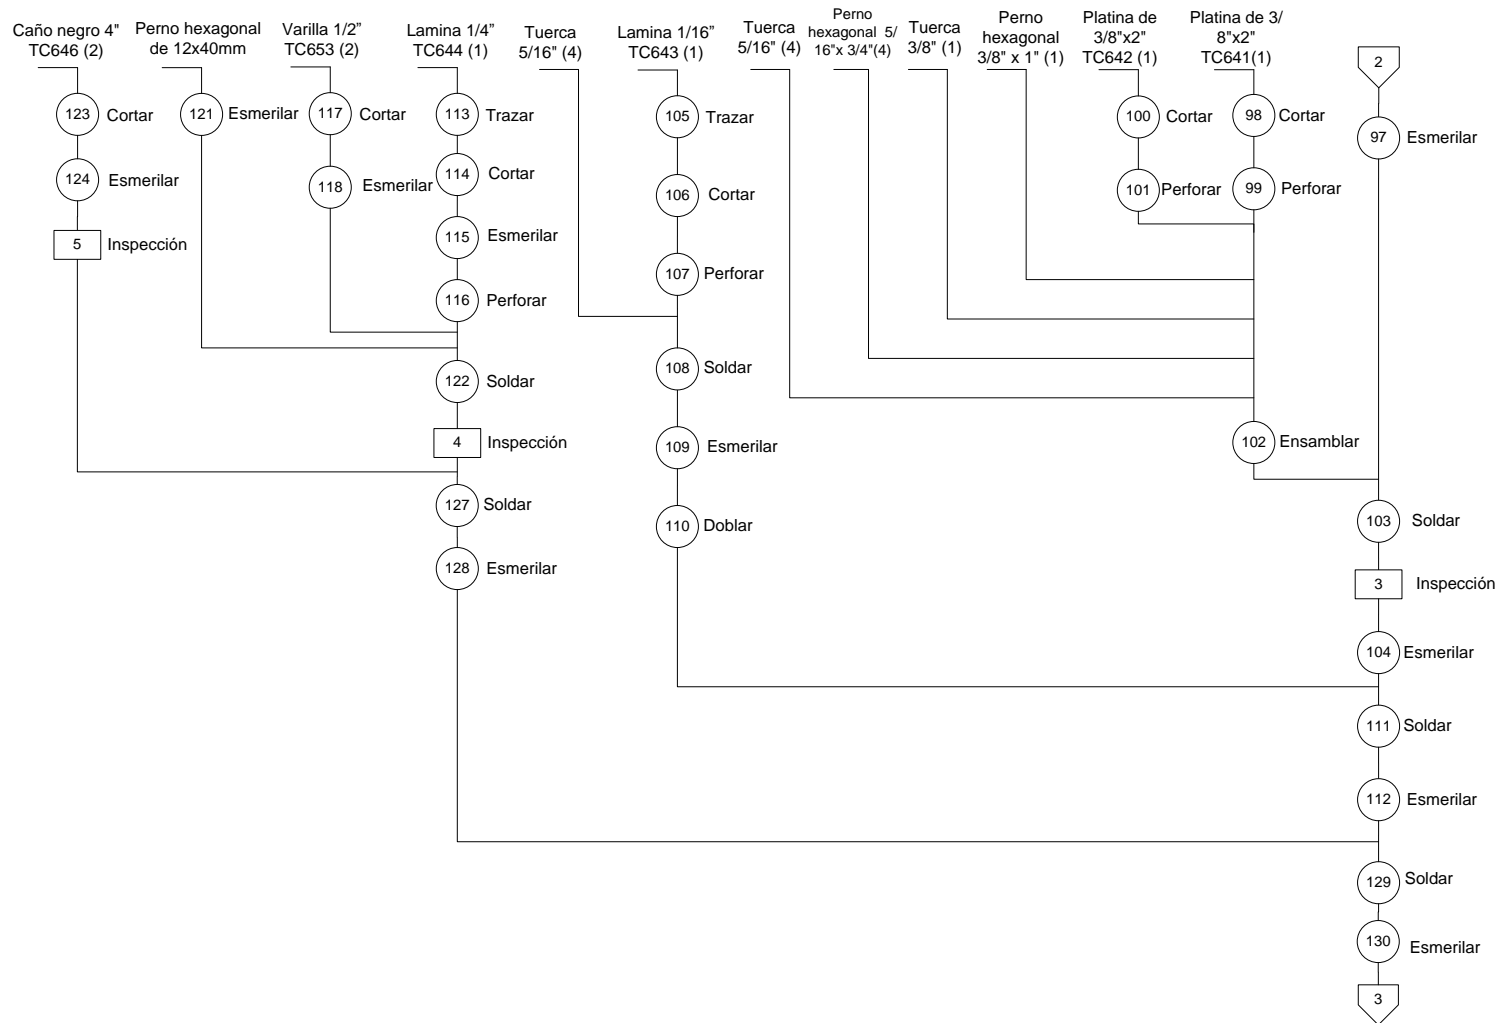 Caño negro 4"
TC646 (2)
Perno hexagonal
de 12x40mm
Varilla 1/2”
TC653 (2)
Lamina 1/4”
TC644 (1)
Tuerca
5/16" (4)
Lamina 1/16”
TC643 (1)
Tuerca
5/16" (4)
Perno
hexagonal 5/
16"x 3/4"(4)
Tuerca
3/8" (1)
Perno
hexagonal
3/8" x 1" (1)
Platina de
3/8"x2"
TC642 (1)
Platina de 3/
8"x2"
TC641(1)
2
123 Cortar
121 Esmerilar
117 Cortar
113 Trazar
105 Trazar
100 Cortar
98 Cortar
97 Esmerilar
124 Esmerilar
118 Esmerilar
114 Cortar
106 Cortar
101 Perforar
99 Perforar
5 Inspección
115 Esmerilar
107 Perforar
116 Perforar
122 Soldar
108 Soldar
4 Inspección
109 Esmerilar
102 Ensamblar
127 Soldar
110 Doblar
103 Soldar
128 Esmerilar
3 Inspección
104 Esmerilar
111 Soldar
112 Esmerilar
129 Soldar
130 Esmerilar
3